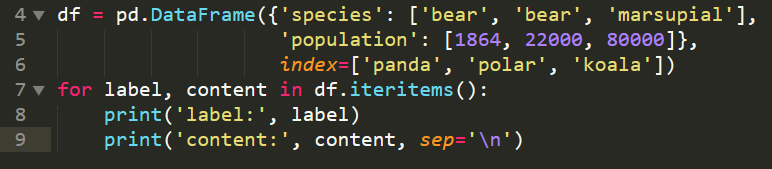 4 df = pd.DataFrame({'species': ['bear', 'bear', 'marsupial'],
5 'population': [1864, 22000, 80000]},
6 index=['panda', 'polar', 'koala'])
7 for label, content in df.iteritems():
8 print('label:', label)
9 print('content:', content, sep='\n')